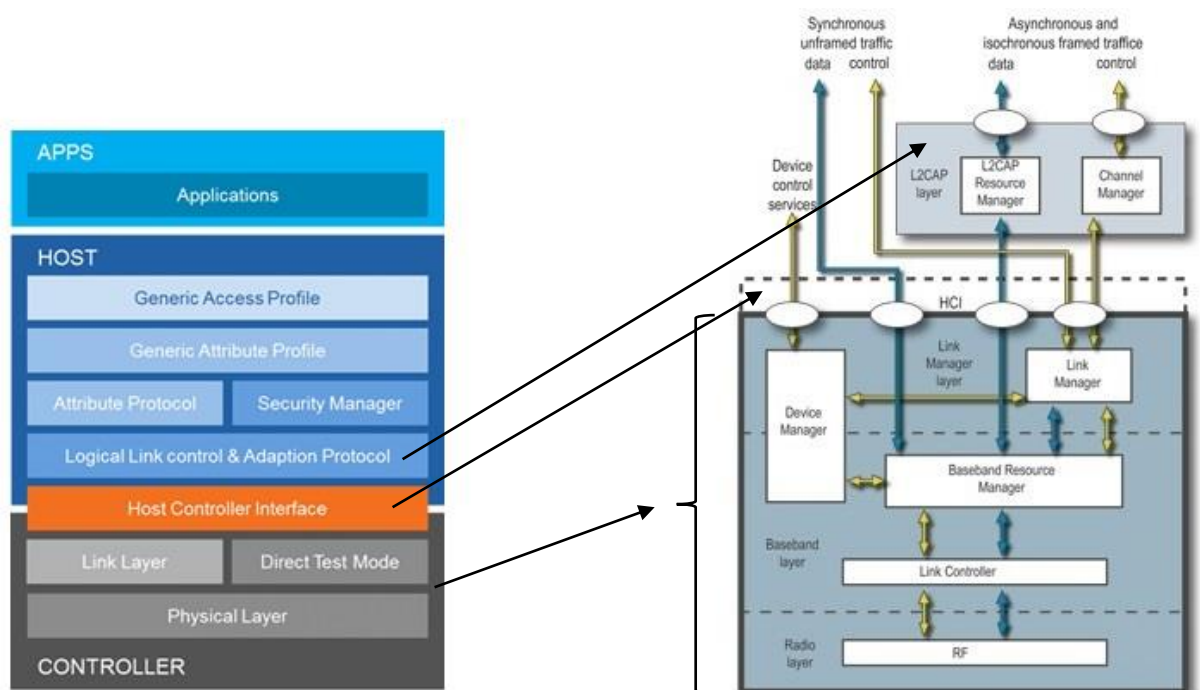 APPS
Applications
HOST
Generic Access Profile
Generic Attribute Profile
Attribute Protocol
Security Manager
Logical Link control & Adaption Protocol
Host Controller Interface
Link Layer
Direct Test Mode
Physical Layer
CONTROLLER
Synchronous
unframed traffic
data control
Asynchronous and
isochronous framed traffice
data control
Device
control
services
L2CAP
layer
L2CAP
Resource
Manager
Channel
Manager
HCI
Link
Manager
layer
Link
Manager
Device
Manager
Baseband Resource
Manager
Baseband
layer
Link Controller
Radio
layer
RF